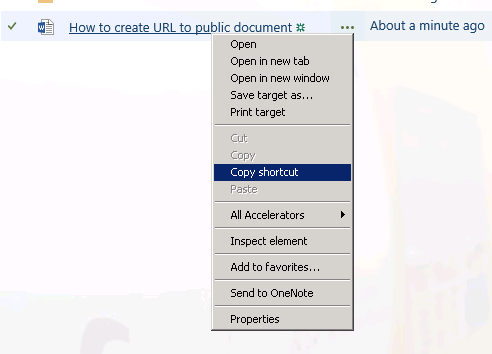 How to create URL to public document
About a minute ago
Open
Open in new tab
Open in new window
Save target as...
Print target
Cut
Copy
Copy shortcut
Paste
All Accelerators
Inspect element
Add to favorites...
Send to OneNote
Properties